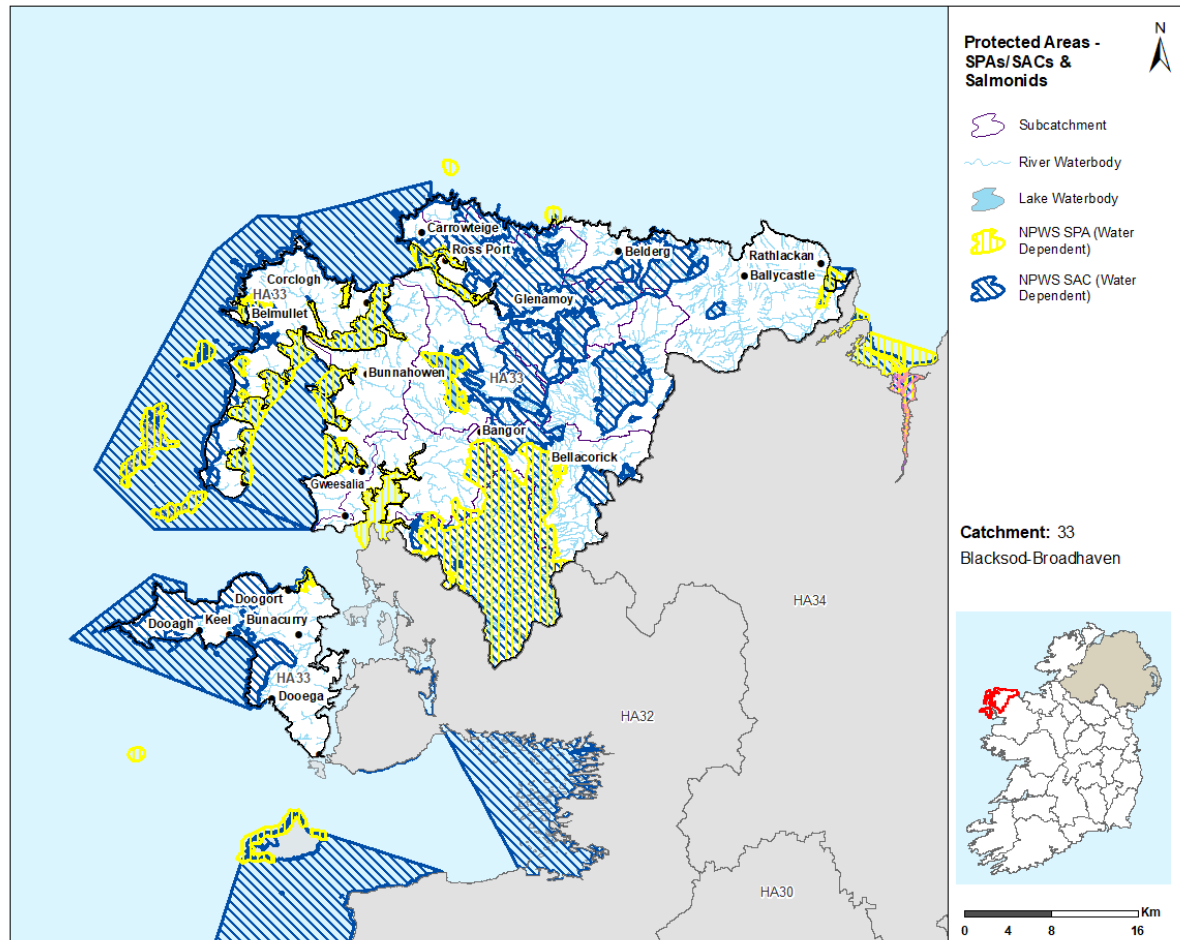 Carrowteige
Ross Port
Belderg
Rathlackan
Ballycastle
Corclogh
HA33
Belmullet
Glenamoy
Bunnahowen
HA33
Bangor
Bellacorick
Gweesalia
Doogort
Dooagh
Keel
Bunacurry
HA33
Dooega
HA34
HA32
HA30
Protected Areas -
SPAs/SACs &
Salmonids
N
Subcatchment
River Waterbody
Lake Waterbody
NPWS SPA (Water
Dependent)
NPWS SAC (Water
Dependent)
Catchment: 33
Blacksod-Broadhaven
Km
0 4 8 16